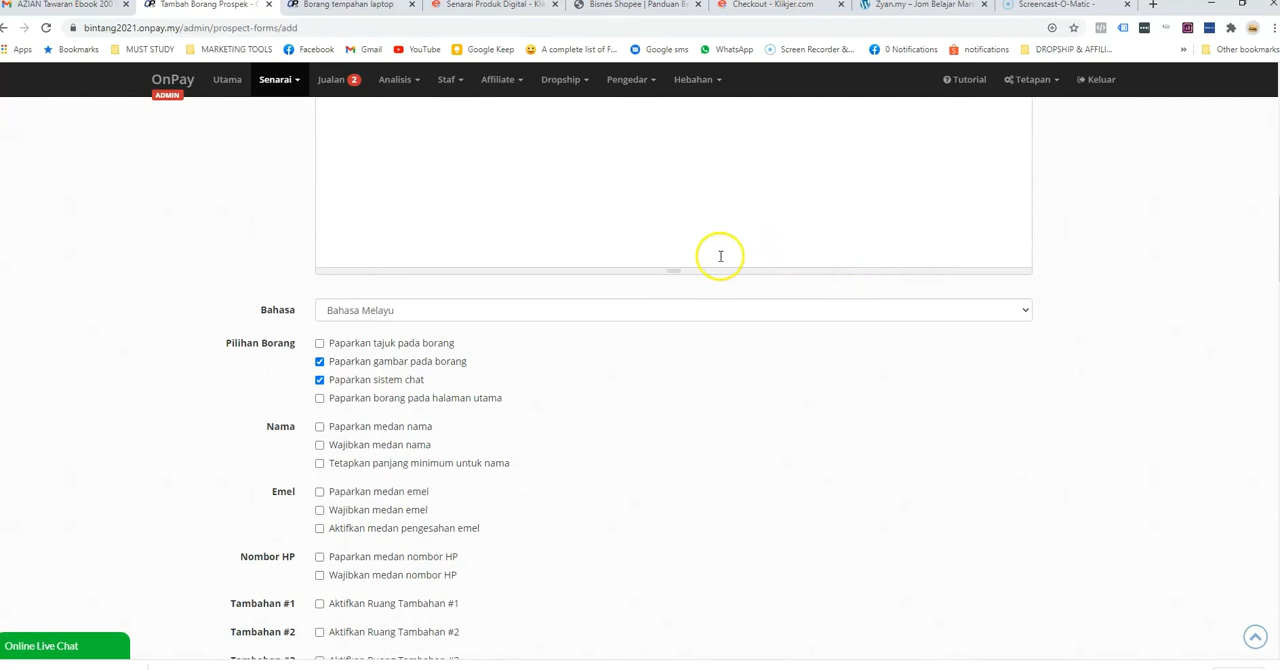 AZIAN Tawaran Ebook 200
Tambah Borang Prospek -
Borang tempahan laptop
Senarai Produk Digital - Klik
Bisnes Shopee | Panduan B
Checkout - Klikjer.com
Zyan.my – Jom Belajar Mar
Screencast-O-Matic -
bintang2021.onpay.my/admin/prospect-forms/add
Apps
Bookmarks
MUST STUDY
MARKETING TOOLS
Facebook
Gmail
YouTube
Google Keep
A complete list of F...
Google sms
WhatsApp
Screen Recorder &...
0 Notifications
notifications
DROPSHIP & AFFILI...
Other bookmarks
OnPay
ADMIN
Utama
Senarai
Jualan 2
Analisis
Staf
Affiliate
Dropship
Pengedar
Hebahan
Tutorial
Tetapan
Keluar
Bahasa
Bahasa Melayu
Pilihan Borang
Paparkan tajuk pada borang
Paparkan gambar pada borang
Paparkan sistem chat
Paparkan borang pada halaman utama
Nama
Paparkan medan nama
Wajibkan medan nama
Tetapkan panjang minimum untuk nama
Emel
Paparkan medan emel
Wajibkan medan emel
Aktifkan medan pengesahan emel
Nombor HP
Paparkan medan nombor HP
Wajibkan medan nombor HP
Tambahan #1
Aktifkan Ruang Tambahan #1
Tambahan #2
Aktifkan Ruang Tambahan #2
Online Live Chat